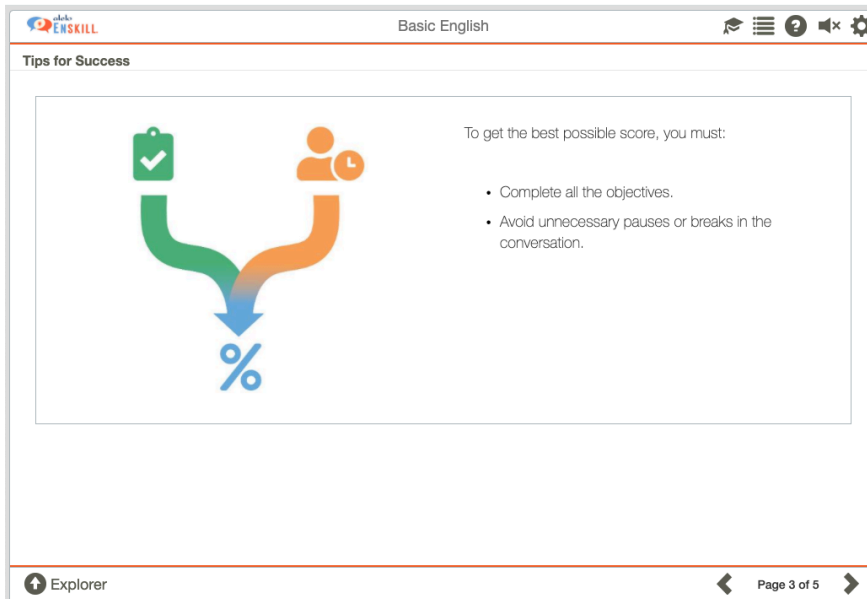 alelo
ENSKILL
Basic English
Tips for Success
To get the best possible score, you must:
• Complete all the objectives.
• Avoid unnecessary pauses or breaks in the
conversation.
%
Explorer
Page 3 of 5